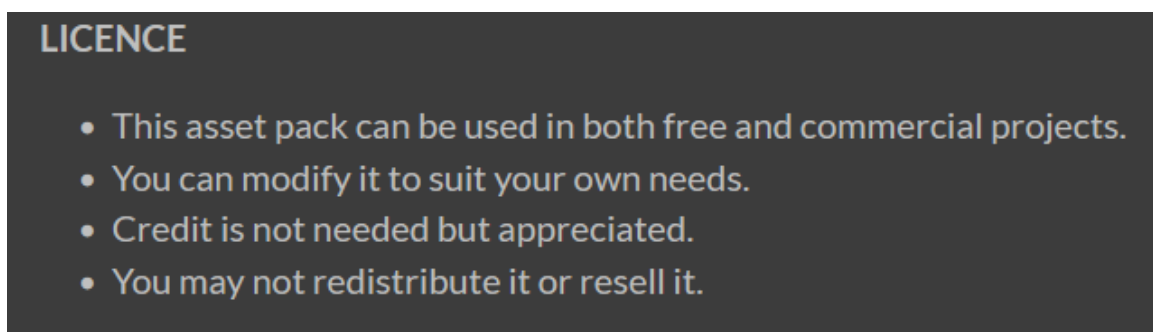 LICENCE
• This asset pack can be used in both free and commercial projects.
• You can modify it to suit your own needs.
• Credit is not needed but appreciated.
• You may not redistribute it or resell it.